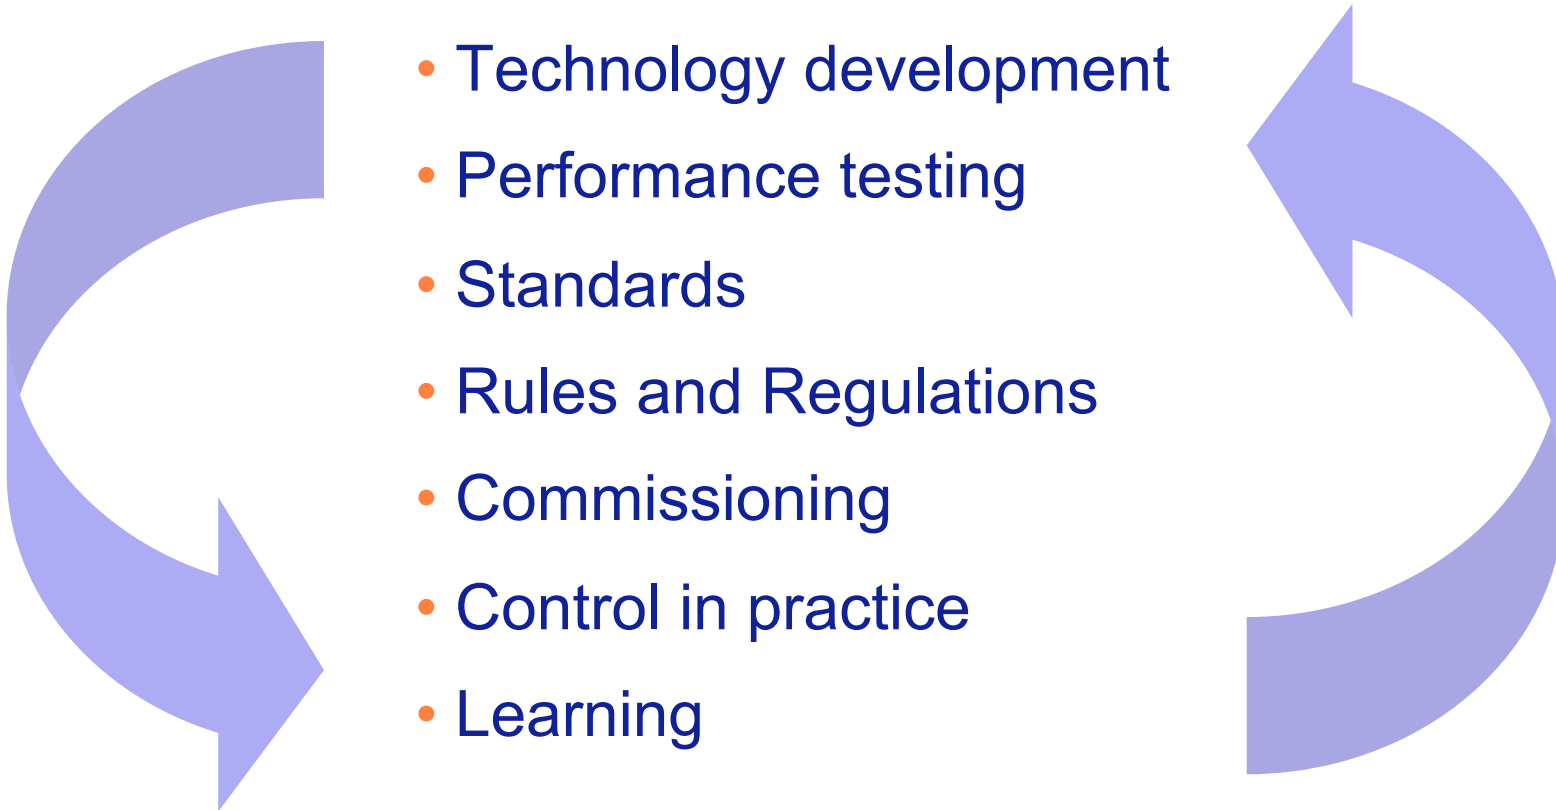 • Technology development
• Performance testing
• Standards
• Rules and Regulations
• Commissioning
• Control in practice
• Learning